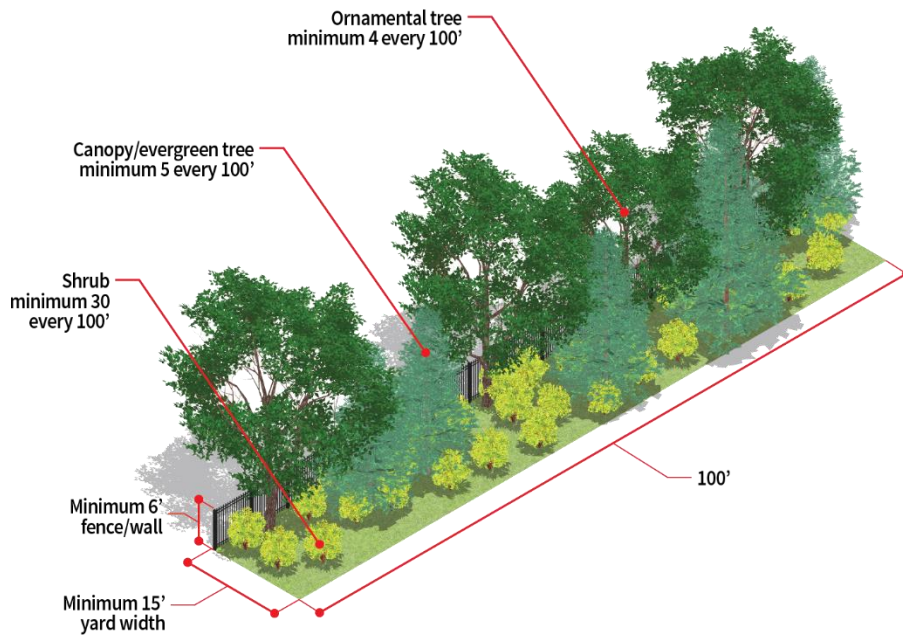 Ornamental tree
minimum 4 every 100’
Canopy/evergreen tree
minimum 5 every 100’
Shrub
minimum 30
every 100’
100’
Minimum 6’
fence/wall
Minimum 15’
yard width